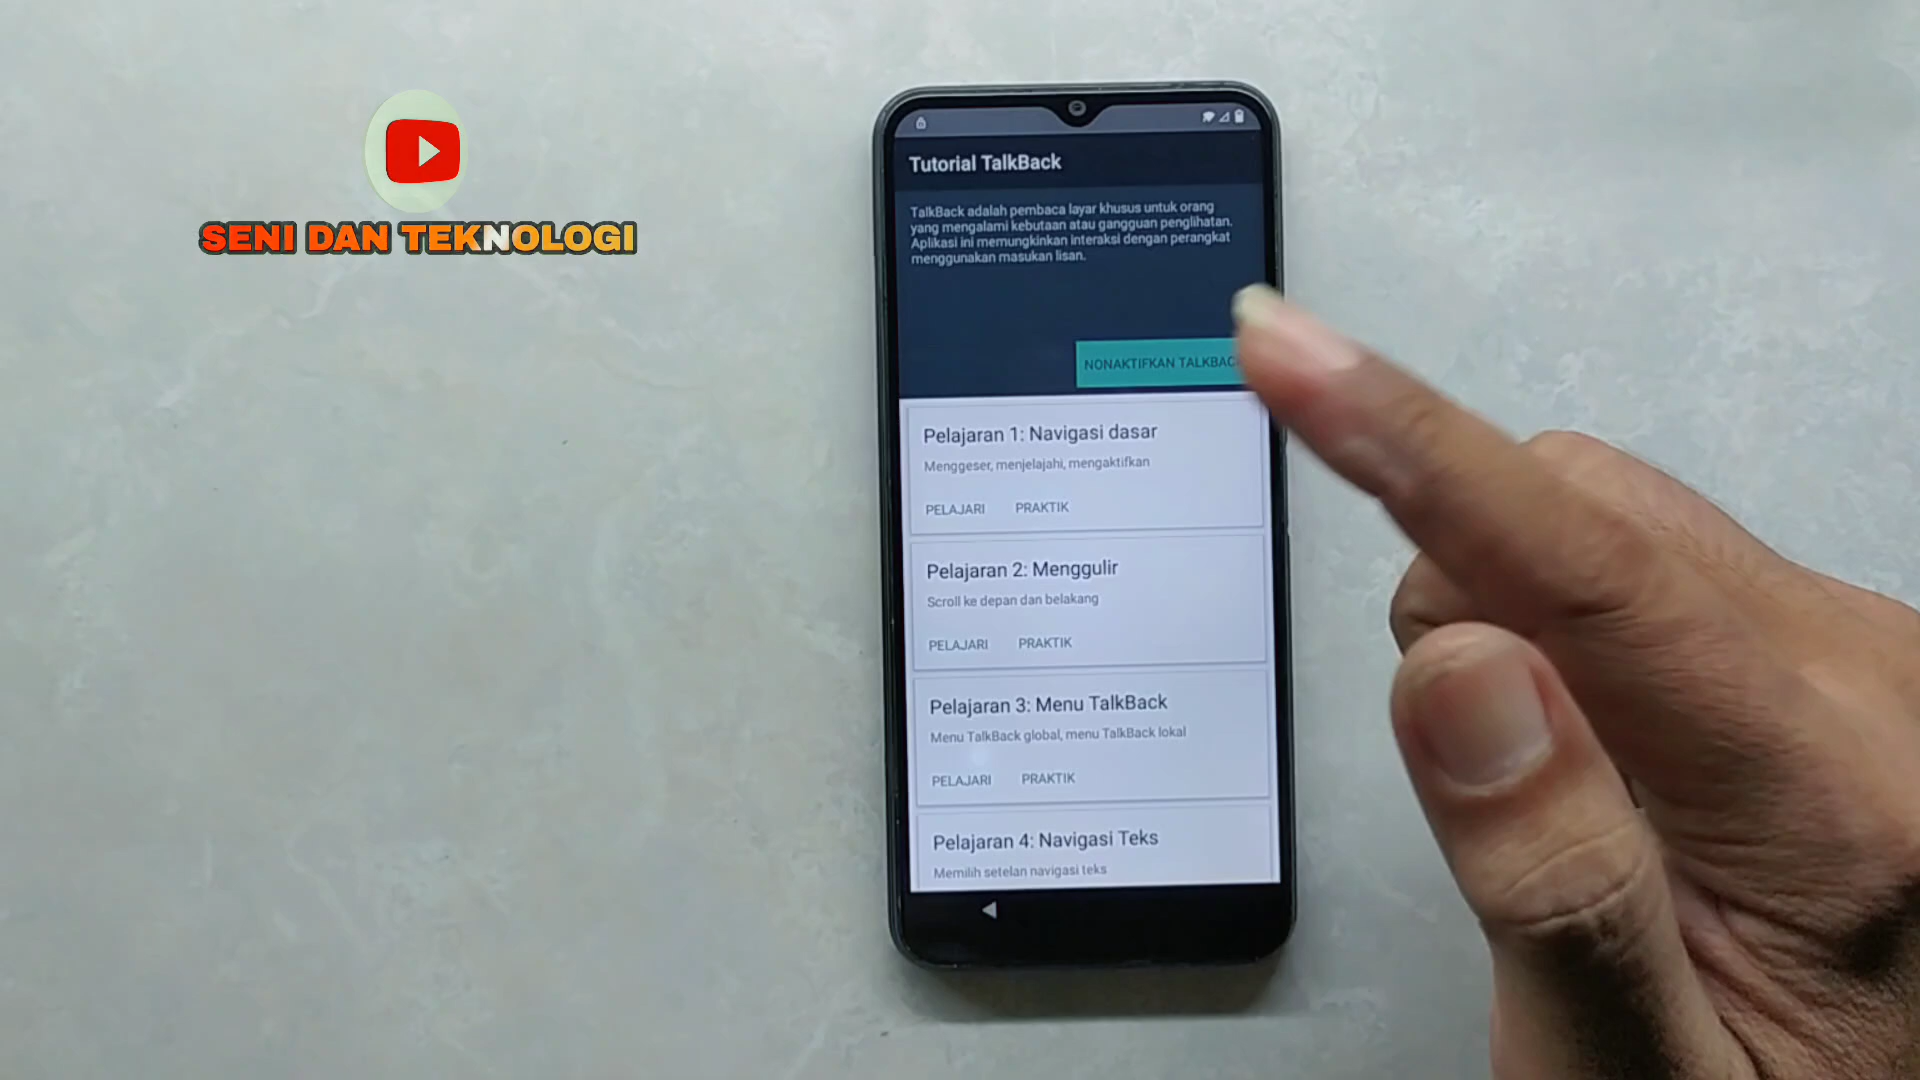 SENI DAN TEKNOLOGI
Tutorial TalkBack
TalkBack adalah pembaca layar khusus untuk orang
yang mengalami kebutaan atau gangguan penglihatan.
Aplikasi ini memungkinkan interaksi dengan perangkat
menggunakan masukan lisan.
NONAKTIFKAN
Pelajaran 1: Navigasi dasar
Menggeser, menjelajahi, mengaktifkan
PELAJARI PRAKTIK
Pelajaran 2: Menggulir
Scroll ke depan dan belakang
PELAJARI PRAKTIK
Pelajaran 3: Menu TalkBack
Menu TalkBack global, menu TalkBack lokal
PELAJARI PRAKTIK
Pelajaran 4: Navigasi Teks
Memilih setelan navigasi teks